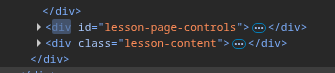 </div>
<div id="lesson-page-controls">…</div>
<div class="lesson-content">…</div>
</div>